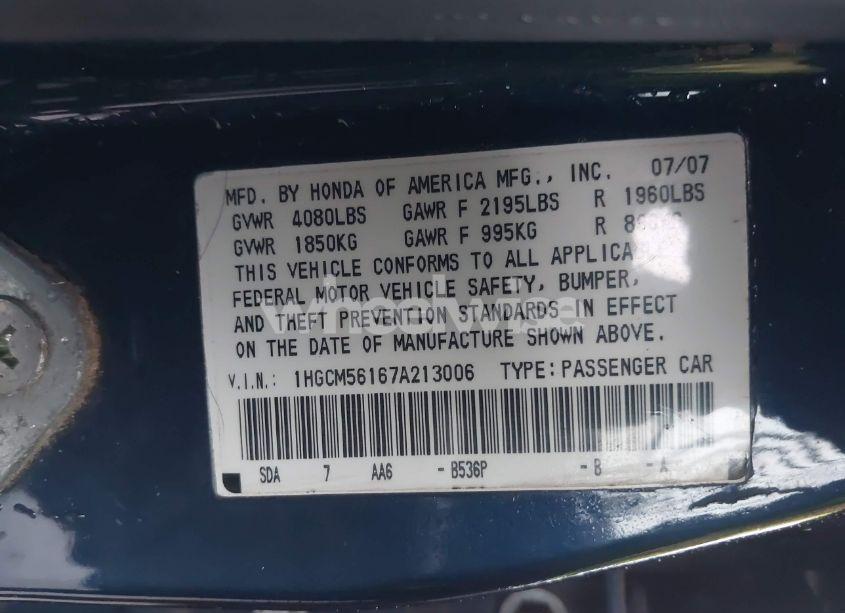 MFD. BY HONDA OF AMERICA MFG., INC. 07/07
GVWR 4080LBS GAWR F 2195LBS R 1960LBS
GVWR 1850KG GAWR F 995KG R
THIS VEHICLE CONFORMS TO ALL
FEDERAL MOTOR VEHICLE SAFETY, BUMPER,
AND THEFT PREVENTION STANDARDS IN EFFECT
ON THE DATE OF MANUFACTURE SHOWN ABOVE.
V.I.N.: 1HGCM56167A213006 TYPE: PASSENGER CAR
SDA 7 AA6 -B536P -B -A
wheelwise